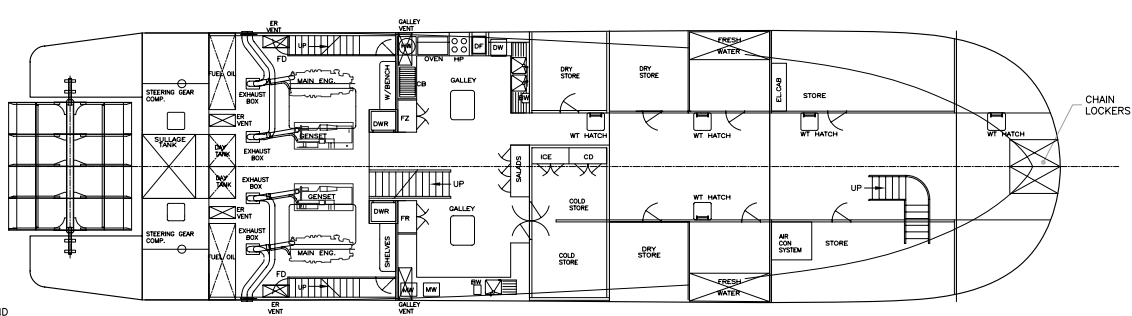 ER
VENT
GALLEY
VENT
UP
FD
OVEN
HP
DF
DW
FUEL OIL
MAIN ENG.
W/BENCH
CB
GALLEY
DRY
STORE
DRY
STORE
FRESH
WATER
EL.CAB
STORE
STEERING GEAR
COMP.
EXHAUST
BOX
ER
VENT
DWR
FZ
BW
CHAIN
LOCKERS
GENSET
WT HATCH
WT HATCH
WT HATCH
WT HATCH
SULLAGE
TANK
DAY
TANK
EXHAUST
BOX
SALADS
ICE
CD
DAY
TANK
EXHAUST
BOX
UP
UP
GENSET
COLD
STORE
WT HATCH
ER
VENT
DWR
FR
GALLEY
STEERING GEAR
COMP.
EXHAUST
BOX
SHELVES
AIR
CON
SYSTEM
STORE
FUEL OIL
MAIN ENG.
COLD
STORE
DRY
STORE
FD
UP
MW
MW
BW
FRESH
WATER
ER
VENT
GALLEY
VENT